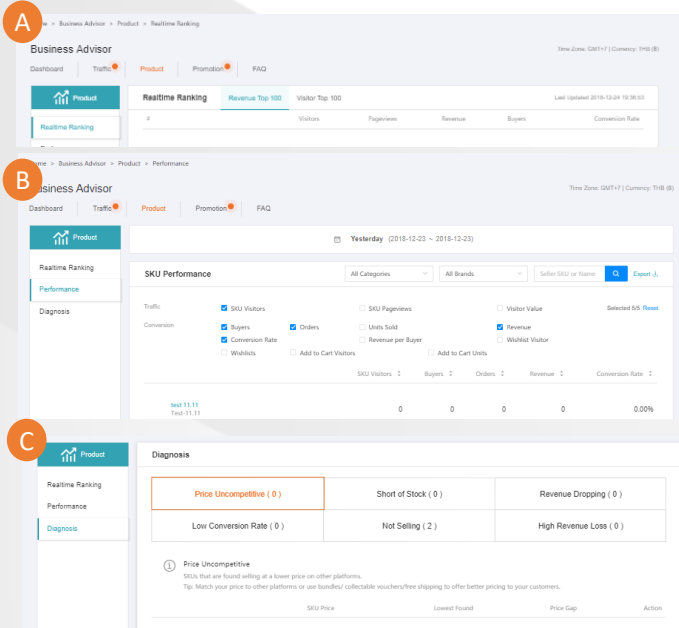 A
me > Business Advisor > Product > Realtime Ranking
Business Advisor
Time Zone: GMT+7 | Currency: THB (฿)
Dashboard Traffic Product Promotion FAQ
Product
Realtime Ranking Revenue Top 100 Visitor Top 100 Last Updated 2018-12-24 10:38:53
# Visitors Pageviews Revenue Buyers Conversion Rate
Realtime Ranking
B
ome > Business Advisor > Product > Performance
usiness Advisor
Time Zone: GMT+7 | Currency: THB (฿)
Dashboard Traffic Product Promotion FAQ
Product
Yesterday (2018-12-23 ~ 2018-12-23)
Realtime Ranking
Performance
Diagnosis
SKU Performance All Categories All Brands Seller SKU or Name Export
Traffic SKU Visitors SKU Pageviews Visitor Value Selected 5/5 Reset
Conversion Buyers Orders Units Sold Revenue
Conversion Rate Revenue per Buyer Wishlist Visitor
Wishlists Add to Cart Visitors Add to Cart Units
SKU Visitors Buyers Orders Revenue Conversion Rate
test 11.11
Test-11.11
0 0 0 0 0.00%
C
Product
Realtime Ranking
Performance
Diagnosis
Diagnosis
Price Uncompetitive ( 0 ) Short of Stock ( 0 ) Revenue Dropping ( 0 )
Low Conversion Rate ( 0 ) Not Selling ( 2 ) High Revenue Loss ( 0 )
Price Uncompetitive
SKUs that are found selling at a lower price on other platforms.
Tip: Match your price to other platforms or use bundles/ collectable vouchers/free shipping to offer better pricing to your customers.
SKU Price Lowest Found Price Gap Action